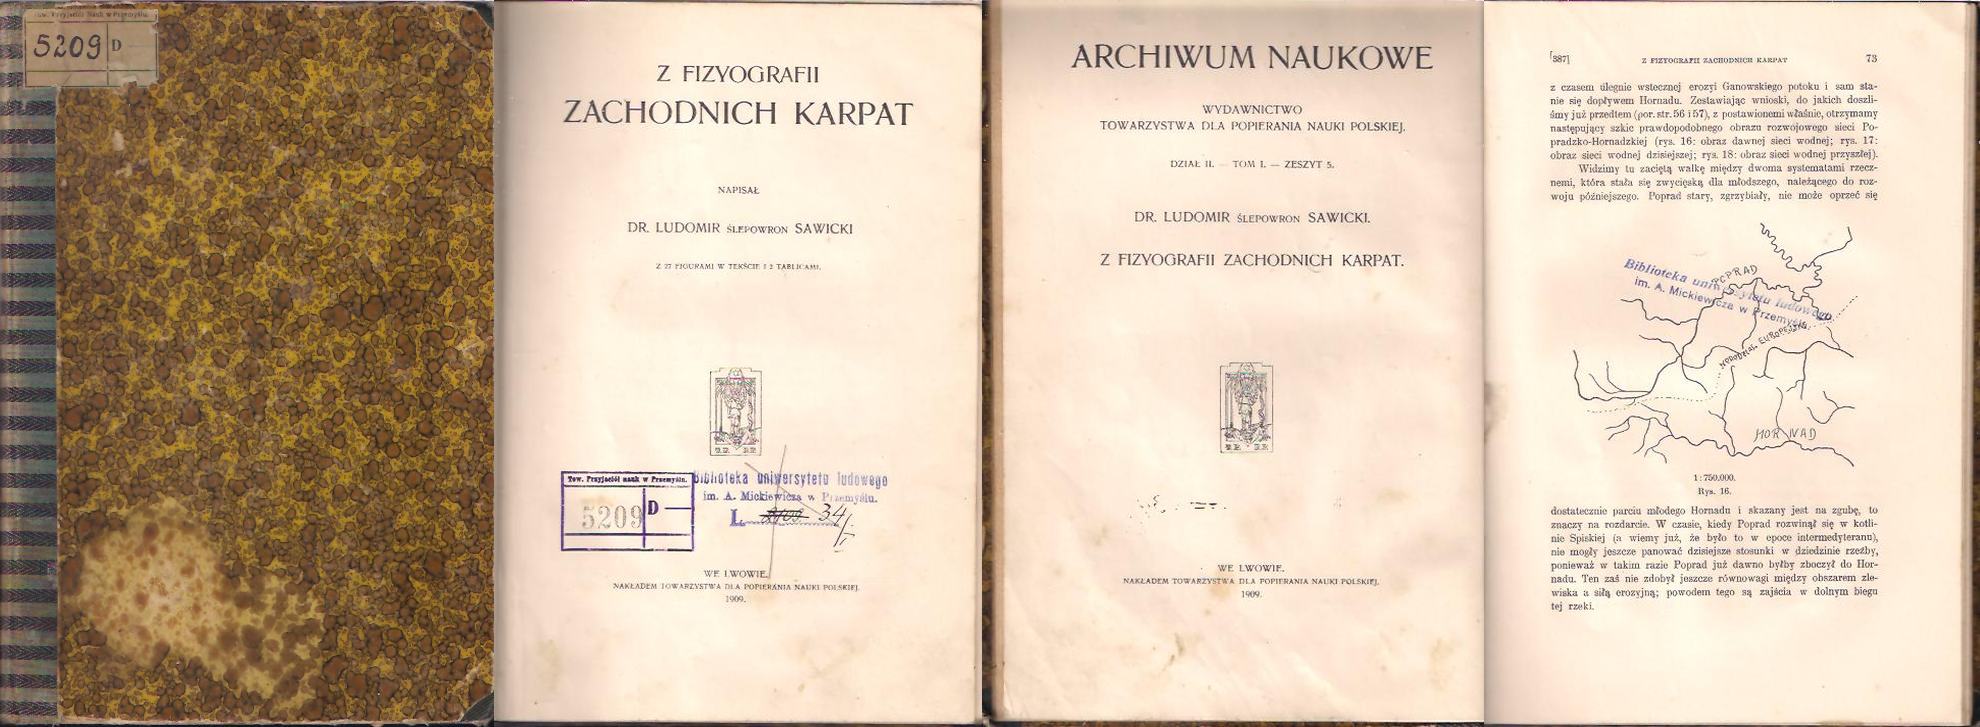 Tow. Przyjaciół Nauk w Przemyślu.
5209 D
Z FIZYOGRAFII
ZACHODNICH KARPAT
NAPISAŁ
DR. LUDOMIR ŚLEPOWRON SAWICKI
Z 27 FIGURAMI W TEKŚCIE I 2 TABLICAMI.
Tow. Przyjaciół nauk w Przemyślu.
5209 D
Biblioteka uniwersytetu ludowego
im. A. Mickiewicza w Przemyślu.
L. 34/I
WE LWOWIE.
NAKŁADEM TOWARZYSTWA DLA POPIERANIA NAUKI POLSKIEJ.
1909.
ARCHIWUM NAUKOWE
WYDAWNICTWO
TOWARZYSTWA DLA POPIERANIA NAUKI POLSKIEJ.
DZIAŁ II. — TOM I. — ZESZYT 5.
DR. LUDOMIR ŚLEPOWRON SAWICKI.
Z FIZYOGRAFII ZACHODNICH KARPAT.
WE LWOWIE.
NAKŁADEM TOWARZYSTWA DLA POPIERANIA NAUKI POLSKIEJ.
1909.
[387] Z FIZYOGRAFII ZACHODNICH KARPAT 73
z czasem ulegnie wstecznej erozyi Ganowskiego potoku i sam sta-
nie się dopływem Hornadu. Zestawiając wnioski, do jakich doszli-
śmy już przedtem (por. str. 56 i 57), z postawionemi właśnie, otrzymamy
następujący szkic prawdopodobnego obrazu rozwojowego sieci Po-
pradzko-Hornadzkiej (rys. 16: obraz dawnej sieci wodnej; rys. 17:
obraz sieci wodnej dzisiejszej; rys. 18: obraz sieci wodnej przyszłej).
Widzimy tu zaciętą walkę między dwoma systematami rzecz-
nemi, która stała się zwycięską dla młodszego, należącego do roz-
woju późniejszego. Poprad stary, zgrzybiały, nie może oprzeć się
POPRAD
Biblioteka uniwersytetu ludowego
im. A. Mickiewicza w Przemyślu.
WODODZIAŁ EUROPEJSKI
HORNAD
1:750.000.
Rys. 16.
dostatecznie parciu młodego Hornadu i skazany jest na zgubę, to
znaczy na rozdarcie. W czasie, kiedy Poprad rozwinął się w kotli-
nie Spiskiej (a wiemy już, że było to w epoce intermedyteranu),
nie mogły jeszcze panować dzisiejsze stosunki w dziedzinie rzeźby,
ponieważ w takim razie Poprad już dawno byłby zboczył do Hor-
nadu. Ten zaś nie zdobył jeszcze równowagi między obszarem zle-
wiska a siłą erozyjną; powodem tego są zajścia w dolnym biegu
tej rzeki.